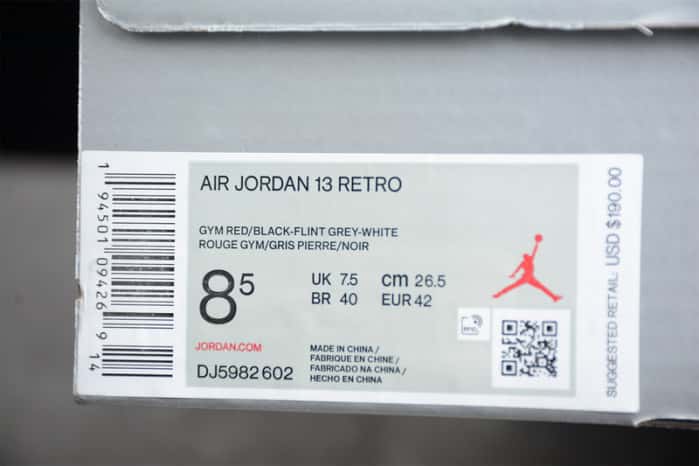 AIR JORDAN 13 RETRO
GYM RED/BLACK-FLINT GREY-WHITE
ROUGE GYM/GRIS PIERRE/NOIR
8 5
UK 7.5 cm 26.5
BR 40 EUR 42
JORDAN.COM
DJ5982 602
MADE IN CHINA /
FABRIQUE EN CHINE /
FABRICADO NA CHINA /
HECHO EN CHINA
1 94501 09426 9 14
SUGGESTED RETAIL: USD $190.00